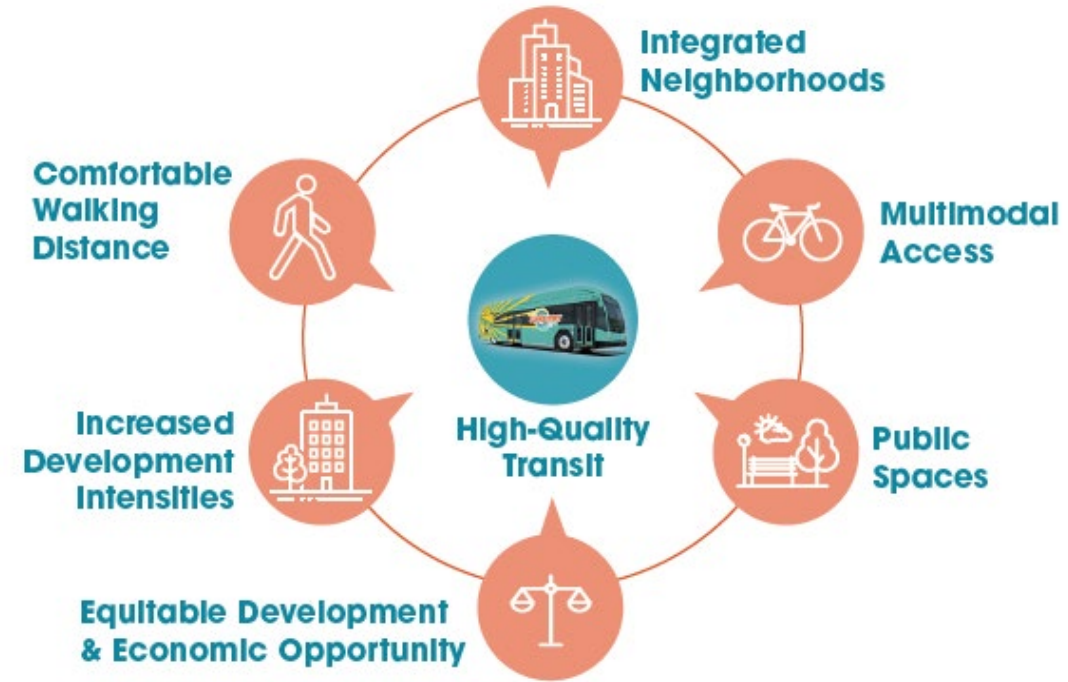 Integrated
Neighborhoods
Comfortable
Walking
Distance
Multimodal
Access
High-Quality
Transit
Increased
Development
Intensities
Public
Spaces
Equitable Development
& Economic Opportunity